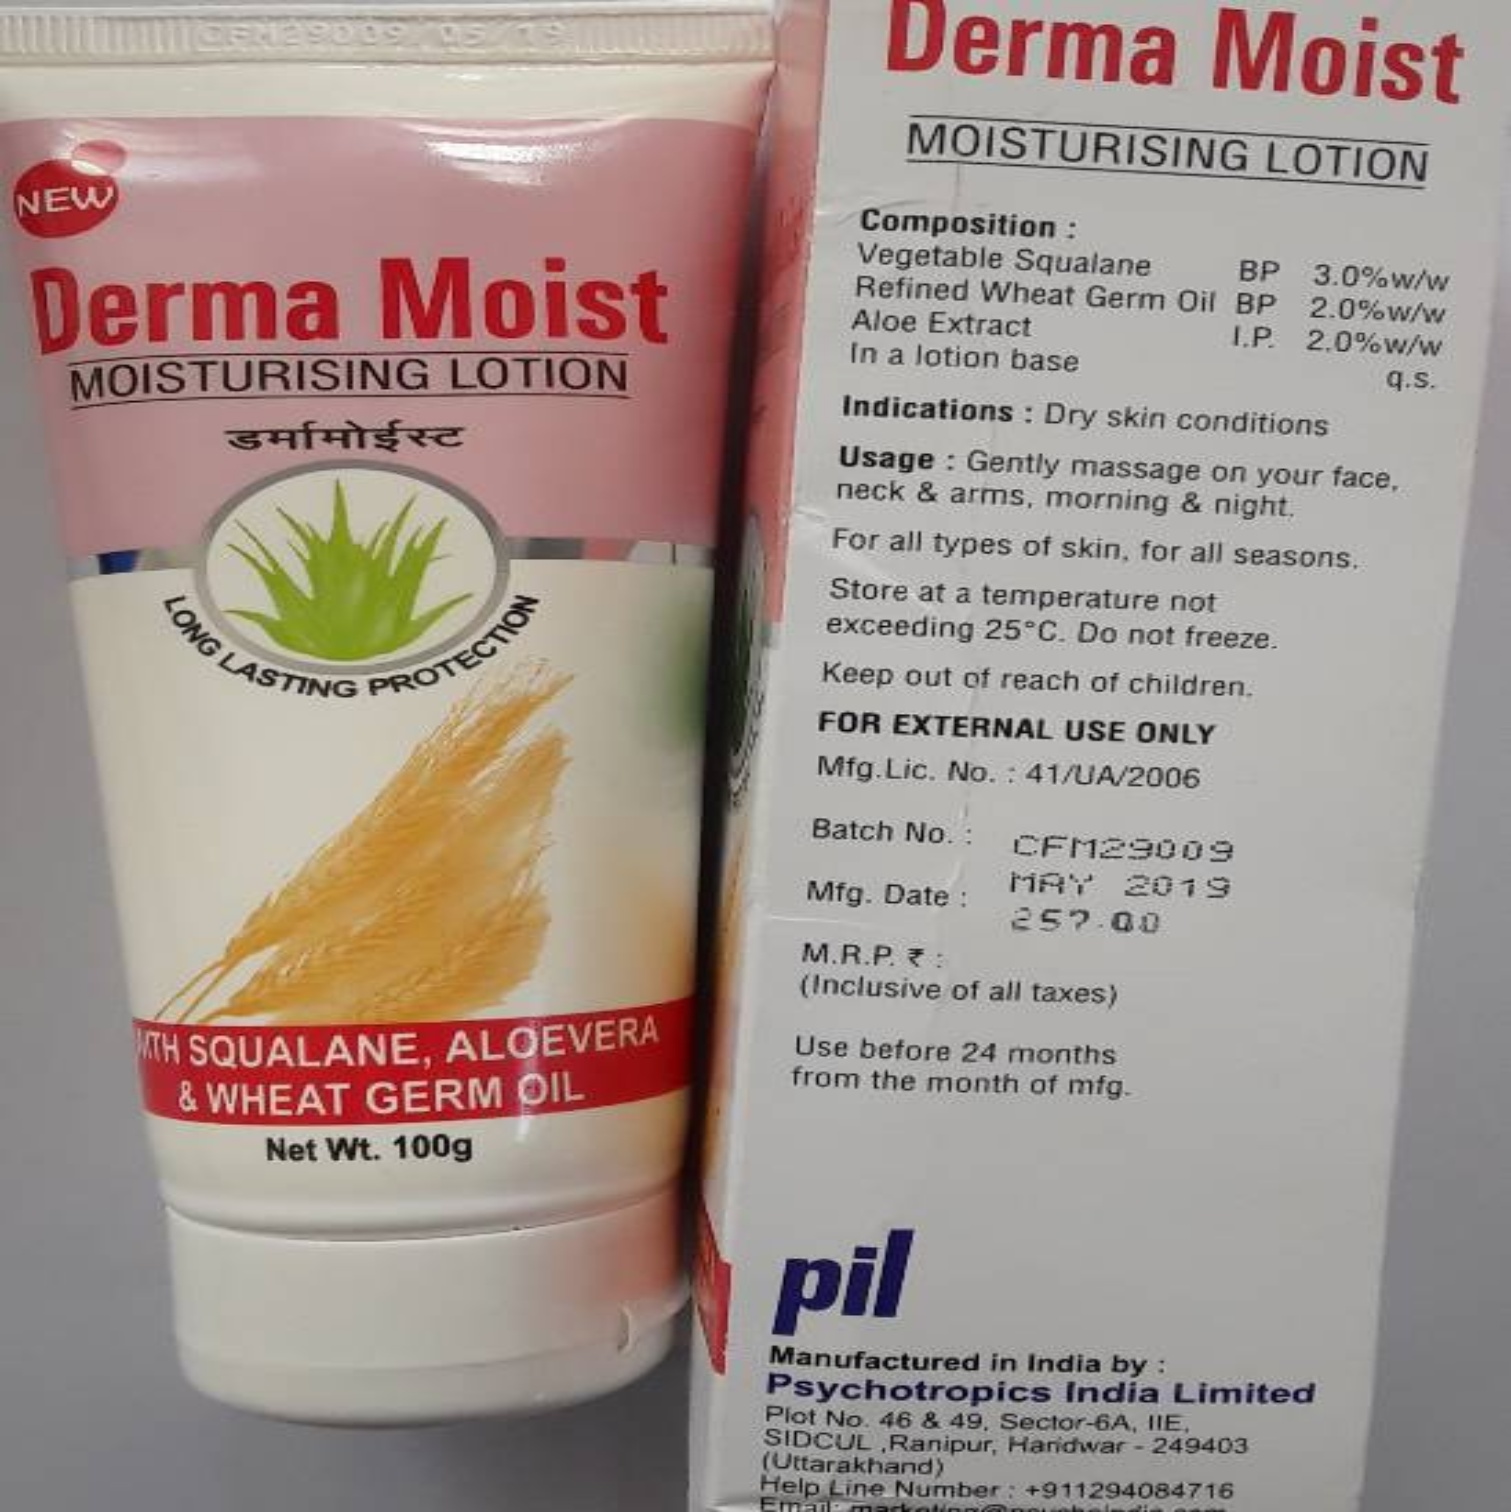 CFM29009 05/19
NEW
Derma Moist
MOISTURISING LOTION
डर्मामोईस्ट
LONG LASTING PROTECTION
WITH SQUALANE, ALOEVERA
& WHEAT GERM OIL
Net Wt. 100g
Derma Moist
MOISTURISING LOTION
Composition :
Vegetable Squalane BP 3.0%w/w
Refined Wheat Germ Oil BP 2.0%w/w
Aloe Extract I.P. 2.0%w/w
In a lotion base q.s.
Indications : Dry skin conditions
Usage : Gently massage on your face,
neck & arms, morning & night.
For all types of skin, for all seasons.
Store at a temperature not
exceeding 25°C. Do not freeze.
Keep out of reach of children.
FOR EXTERNAL USE ONLY
Mfg.Lic. No. : 41/UA/2006
Batch No. : CFM29009
Mfg. Date : MAY 2019
257.00
M.R.P. ₹ :
(Inclusive of all taxes)
Use before 24 months
from the month of mfg.
pil
Manufactured in India by :
Psychotropics India Limited
Plot No. 46 & 49, Sector-6A, IIE,
SIDCUL ,Ranipur, Haridwar - 249403
(Uttarakhand)
Help Line Number : +911294084716
Email: